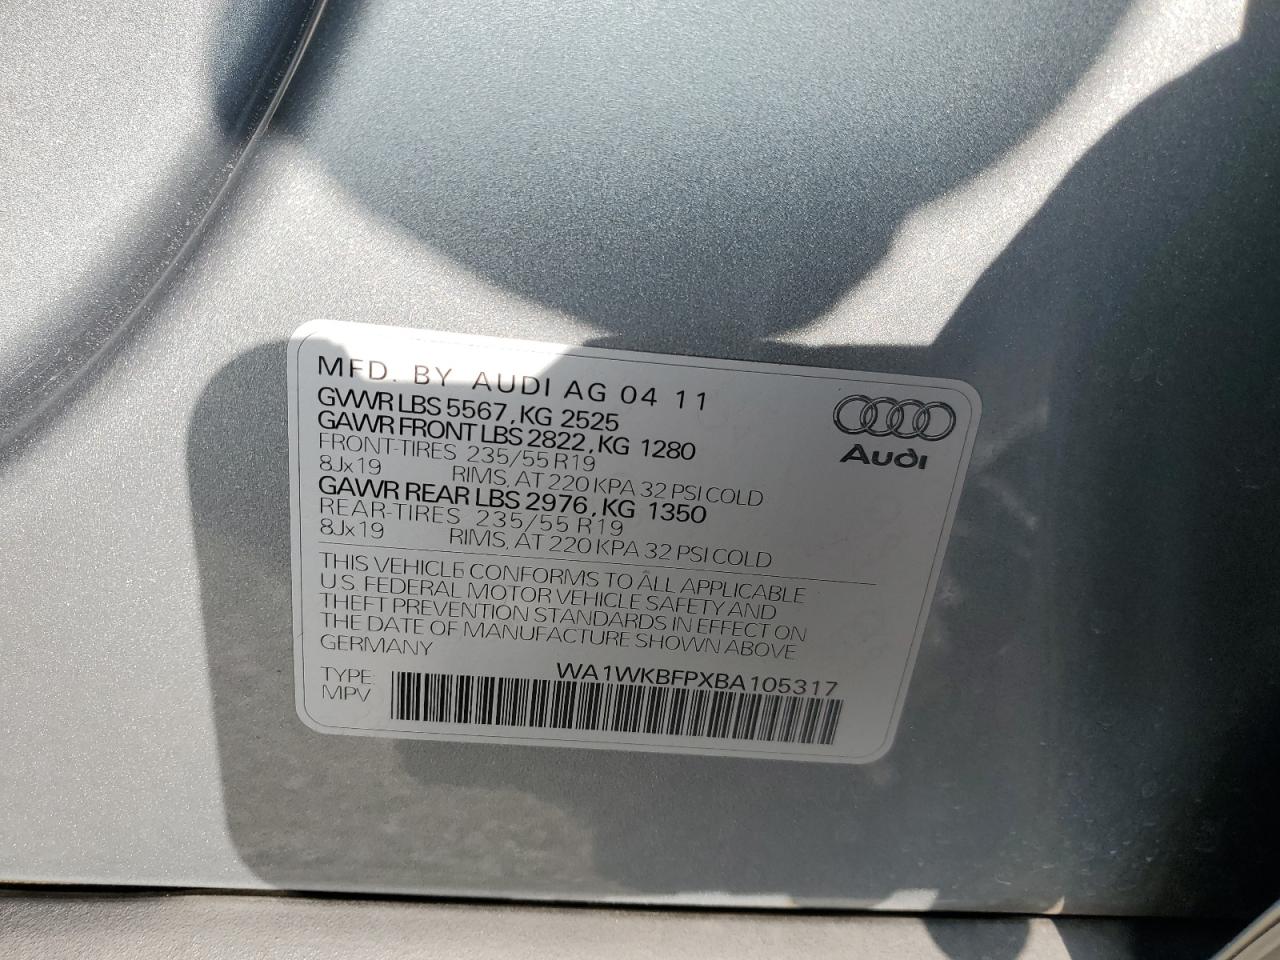 MFD. BY AUDI AG 04 11
GVWR LBS 5567, KG 2525
GAWR FRONT LBS 2822, KG 1280
FRONT-TIRES 235/55 R19
8Jx19 RIMS, AT 220 KPA 32 PSI COLD
GAWR REAR LBS 2976, KG 1350
REAR-TIRES 235/55 R19
8Jx19 RIMS, AT 220 KPA 32 PSI COLD
Audi
THIS VEHICLE CONFORMS TO ALL APPLICABLE
U.S. FEDERAL MOTOR VEHICLE SAFETY AND
THEFT PREVENTION STANDARDS IN EFFECT ON
THE DATE OF MANUFACTURE SHOWN ABOVE
GERMANY
WA1WKBFPXBA105317
TYPE:
MPV